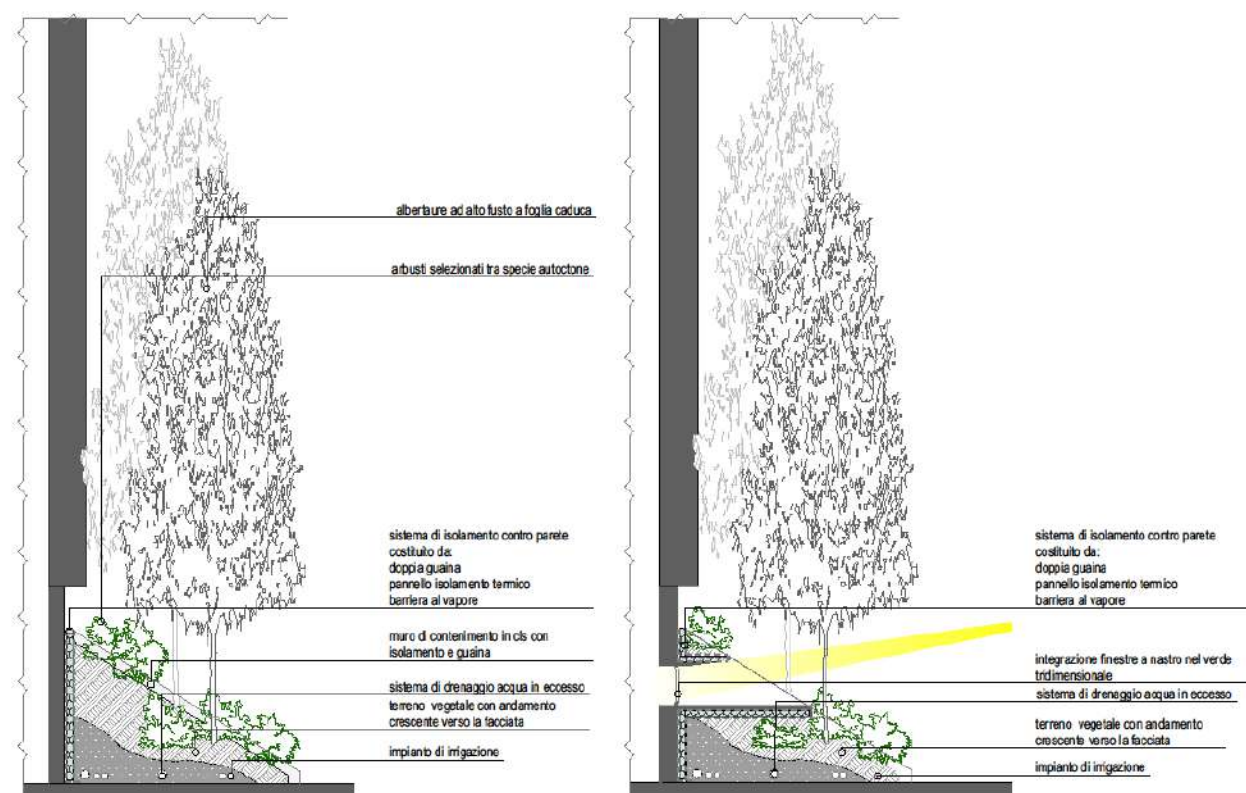 albertaure ad alto fusto a foglia caduca
arbusti selezionati tra specie autoctone
sistema di isolamento contro parete
costituito da:
doppia guaina
pannello isolamento termico
barriera al vapore
muro di contenimento in cls con
isolamento e guaina
sistema di drenaggio acqua in eccesso
terreno vegetale con andamento
crescente verso la facciata
impianto di irrigazione
sistema di isolamento contro parete
costituito da:
doppia guaina
pannello isolamento termico
barriera al vapore
integrazione finestre a nastro nel verde
tridimensionale
sistema di drenaggio acqua in eccesso
terreno vegetale con andamento
crescente verso la facciata
impianto di irrigazione